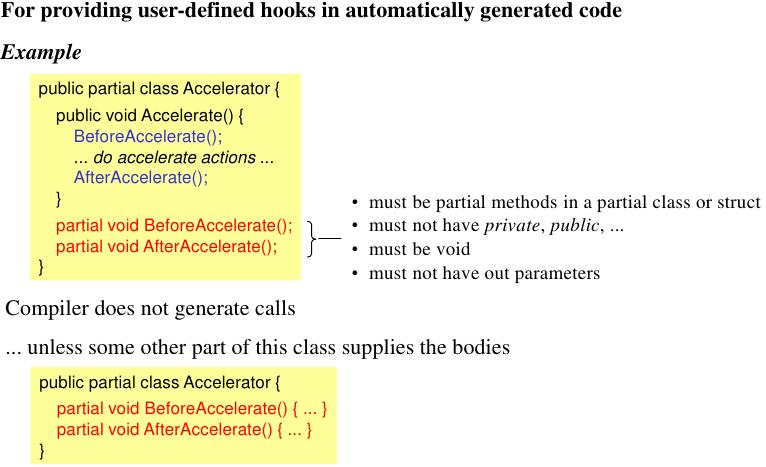 For providing user-defined hooks in automatically generated code
Example
public partial class Accelerator {
public void Accelerate() {
BeforeAccelerate();
... do accelerate actions ...
AfterAccelerate();
}
partial void BeforeAccelerate();
partial void AfterAccelerate();
}
• must be partial methods in a partial class or struct
• must not have private, public, ...
• must be void
• must not have out parameters
Compiler does not generate calls
... unless some other part of this class supplies the bodies
public partial class Accelerator {
partial void BeforeAccelerate() { ... }
partial void AfterAccelerate() { ... }
}